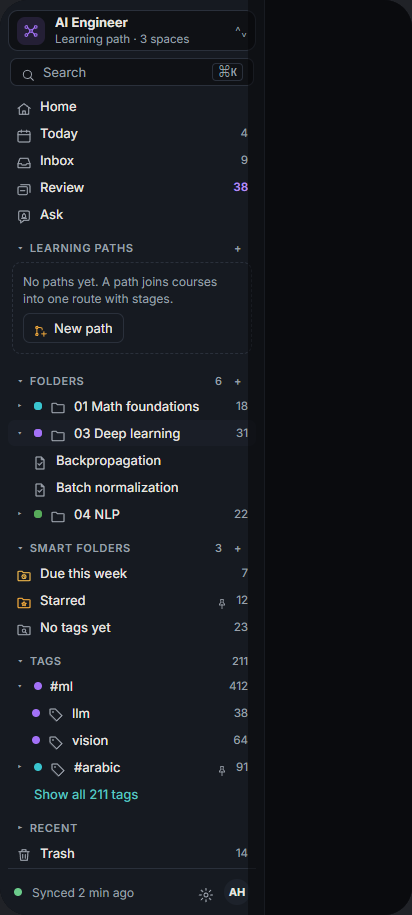 AI Engineer
Learning path · 3 spaces
Search ⌘K
Home
Today 4
Inbox 9
Review 38
Ask
LEARNING PATHS +
No paths yet. A path joins courses
into one route with stages.
New path
FOLDERS 6 +
01 Math foundations 18
03 Deep learning 31
Backpropagation
Batch normalization
04 NLP 22
SMART FOLDERS 3 +
Due this week 7
Starred 12
No tags yet 23
TAGS 211
#ml 412
llm 38
vision 64
#arabic 91
Show all 211 tags
RECENT
Trash 14
Synced 2 min ago AH